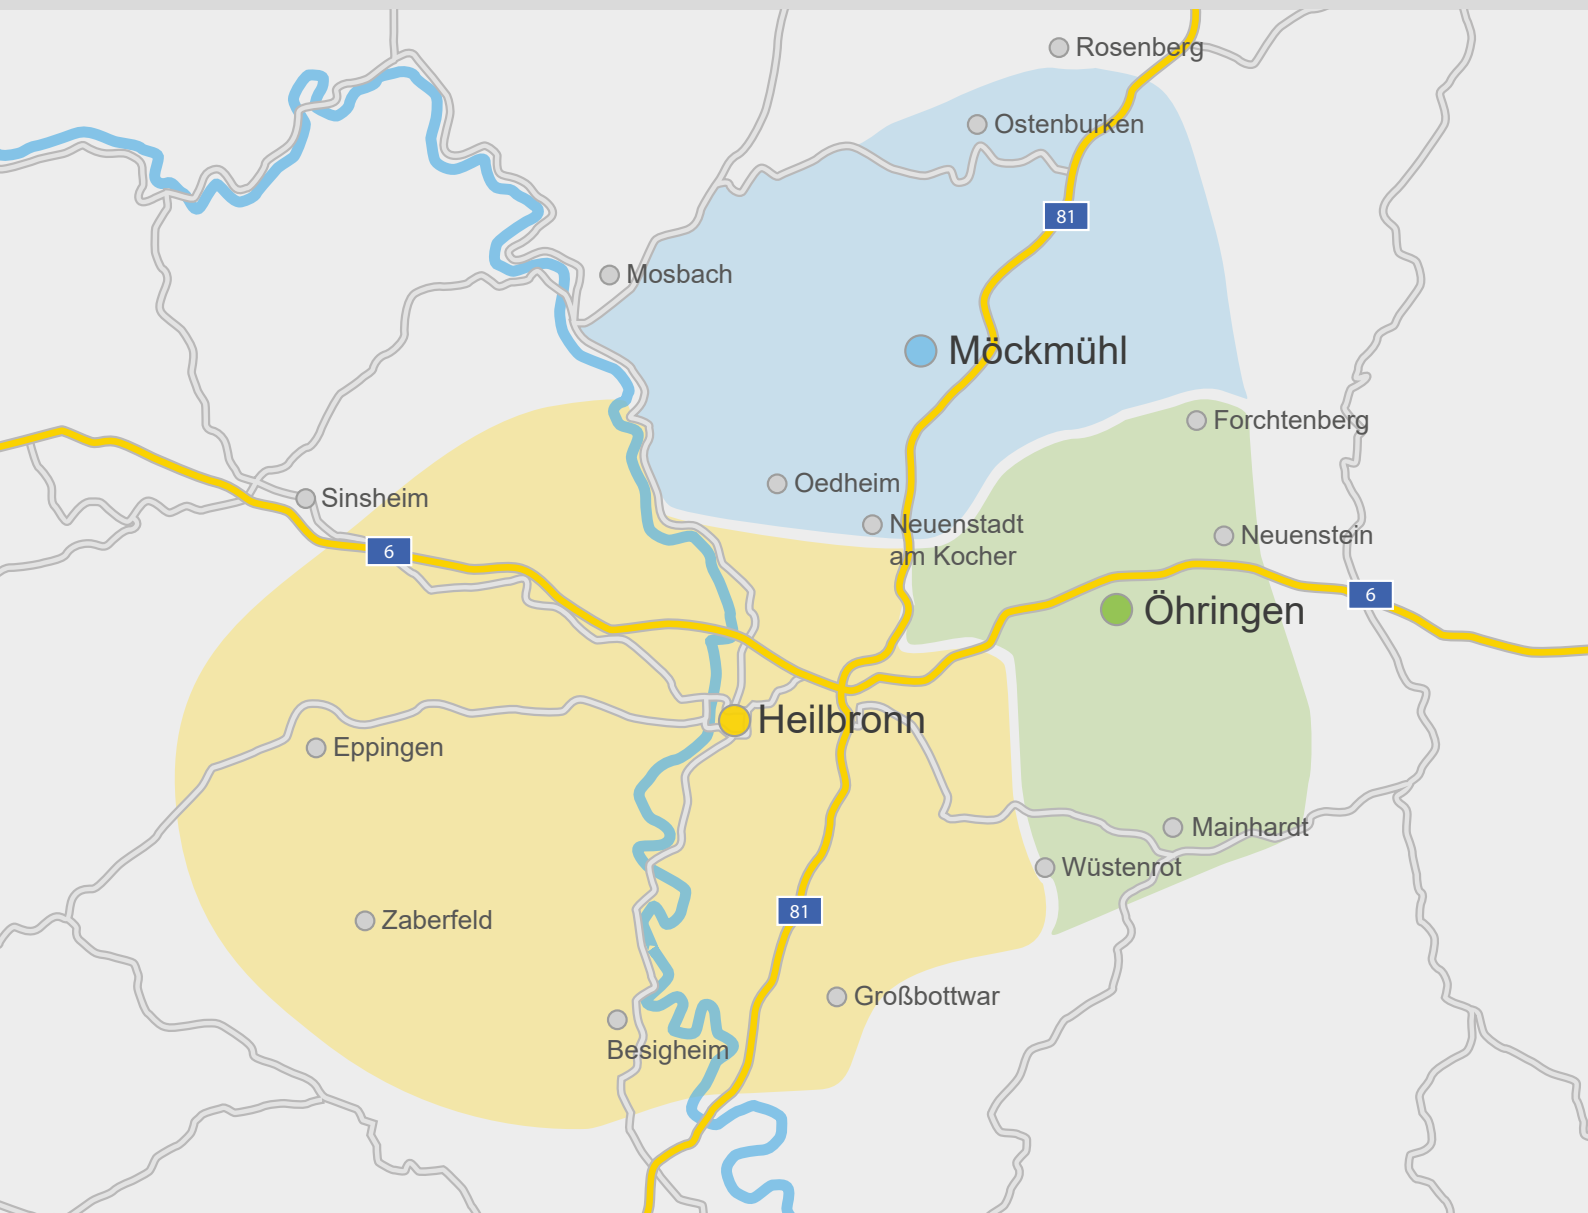 Rosenberg
Ostenburken
81
Mosbach
Möckmühl
Forchtenberg
Oedheim
Sinsheim
Neuenstadt
am Kocher
Neuenstein
6
6
Öhringen
Heilbronn
Eppingen
Mainhardt
Wüstenrot
81
Zaberfeld
Großbottwar
Besigheim